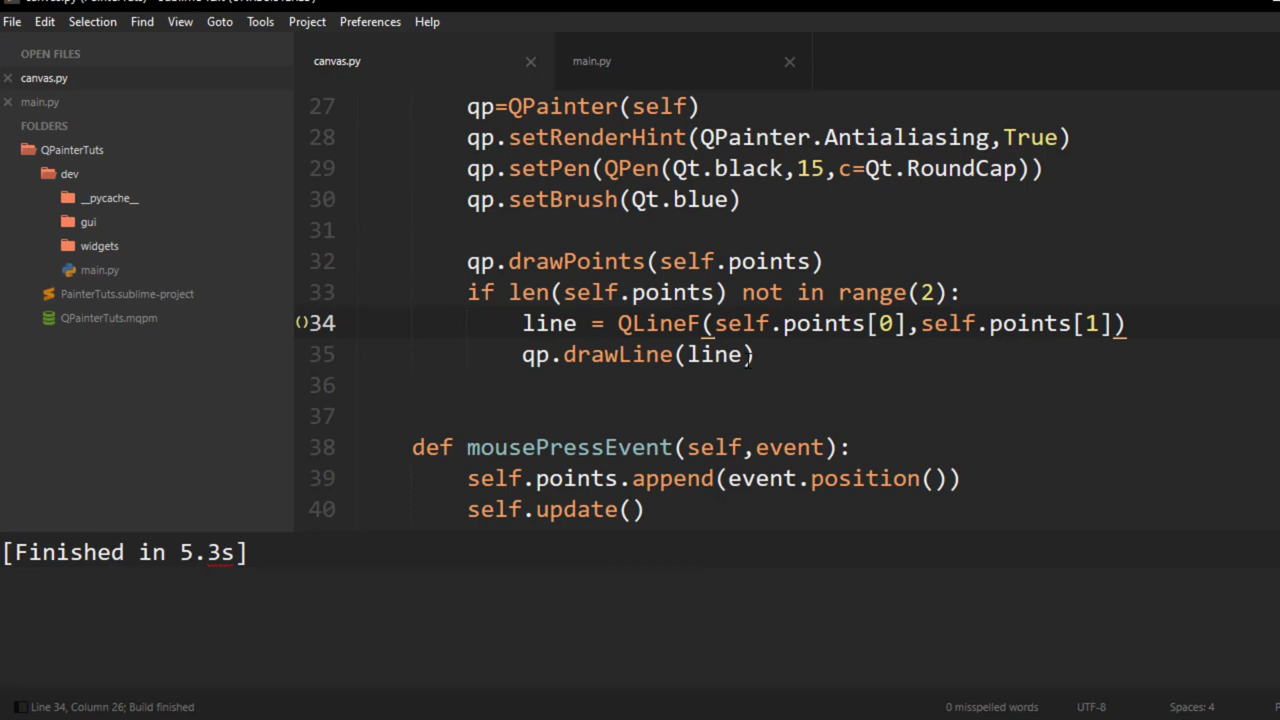 File Edit Selection Find View Goto Tools Project Preferences Help
OPEN FILES
canvas.py
main.py
FOLDERS
QPainterTuts
dev
__pycache__
gui
widgets
main.py
PainterTuts.sublime-project
QPainterTuts.mqpm
canvas.py main.py
27 qp=QPainter(self)
28 qp.setRenderHint(QPainter.Antialiasing,True)
29 qp.setPen(QPen(Qt.black,15,c=Qt.RoundCap))
30 qp.setBrush(Qt.blue)
31
32 qp.drawPoints(self.points)
33 if len(self.points) not in range(2):
()34 line = QLineF(self.points[0],self.points[1])
35 qp.drawLine(line)
36
37
38 def mousePressEvent(self,event):
39 self.points.append(event.position())
40 self.update()
[Finished in 5.3s]
Line 34, Column 26; Build finished 0 misspelled words UTF-8 Spaces: 4